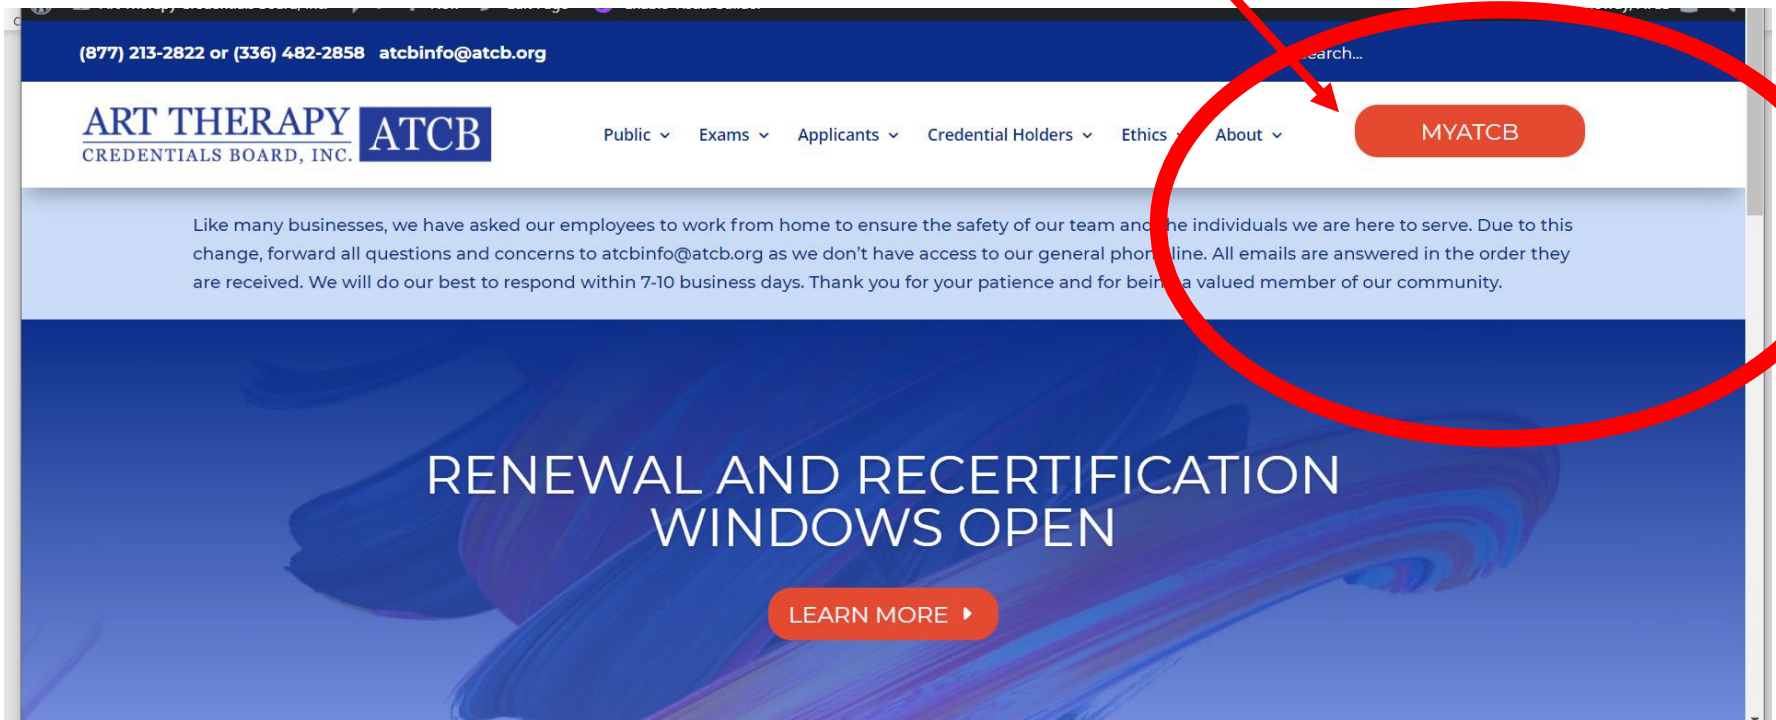 (877) 213-2822 or (336) 482-2858 atcbinfo@atcb.org
ART THERAPY
CREDENTIALS BOARD, INC.
ATCB
Public Exams Applicants Credential Holders Ethics About
MYATCB
Like many businesses, we have asked our employees to work from home to ensure the safety of our team and the individuals we are here to serve. Due to this
change, forward all questions and concerns to atcbinfo@atcb.org as we don't have access to our general phone line. All emails are answered in the order they
are received. We will do our best to respond within 7-10 business days. Thank you for your patience and for being a valued member of our community.
RENEWAL AND RECERTIFICATION
WINDOWS OPEN
LEARN MORE